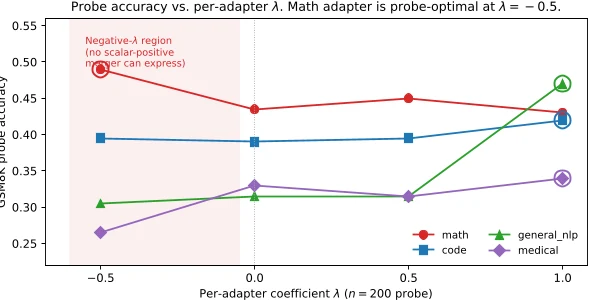 Probe accuracy vs. per-adapter λ. Math adapter is probe-optimal at λ = −0.5.
GSM8K probe accuracy
0.55
0.50
0.45
0.40
0.35
0.30
0.25
Negative-λ region
(no scalar-positive
merger can express)
math
code
general_nlp
medical
−0.5
0.0
0.5
1.0
Per-adapter coefficient λ (n = 200 probe)